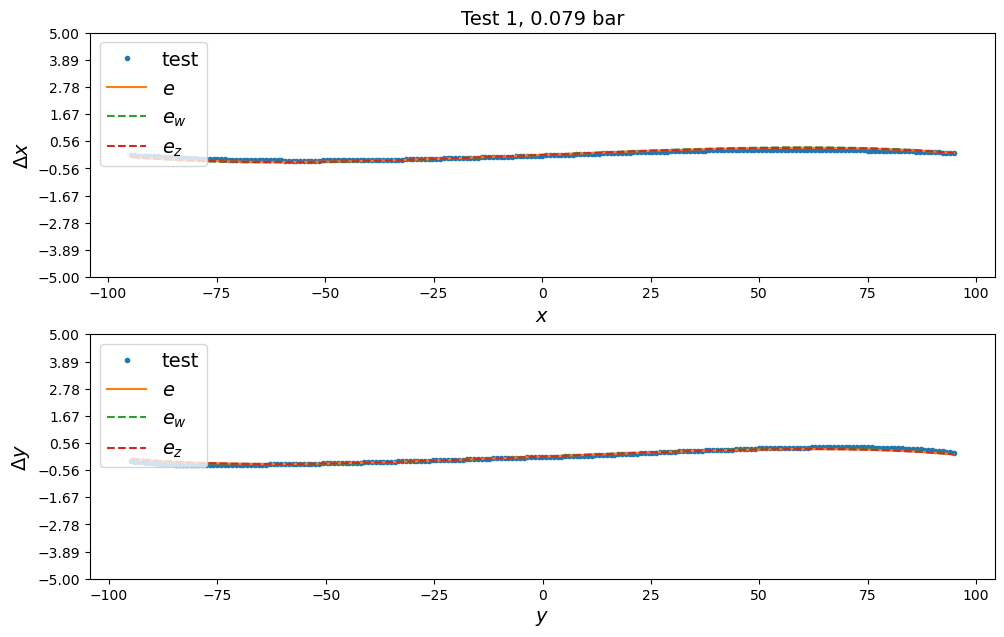 Test 1, 0.079 bar
5.00
3.89
2.78
1.67
0.56
−0.56
−1.67
−2.78
−3.89
−5.00
Δx
test
e
e_w
e_z
−100 −75 −50 −25 0 25 50 75 100
x
5.00
3.89
2.78
1.67
0.56
−0.56
−1.67
−2.78
−3.89
−5.00
Δy
test
e
e_w
e_z
−100 −75 −50 −25 0 25 50 75 100
y